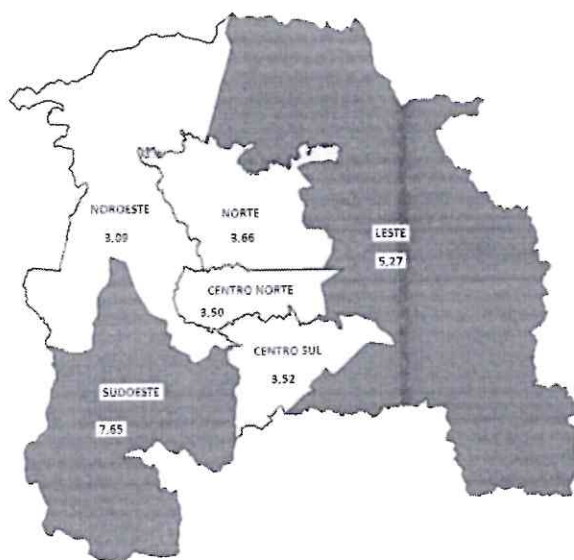 NOROESTE
3,09
NORTE
3,66
LESTE
5,27
CENTRO NORTE
3,50
CENTRO SUL
3,52
SUDOESTE
7,65